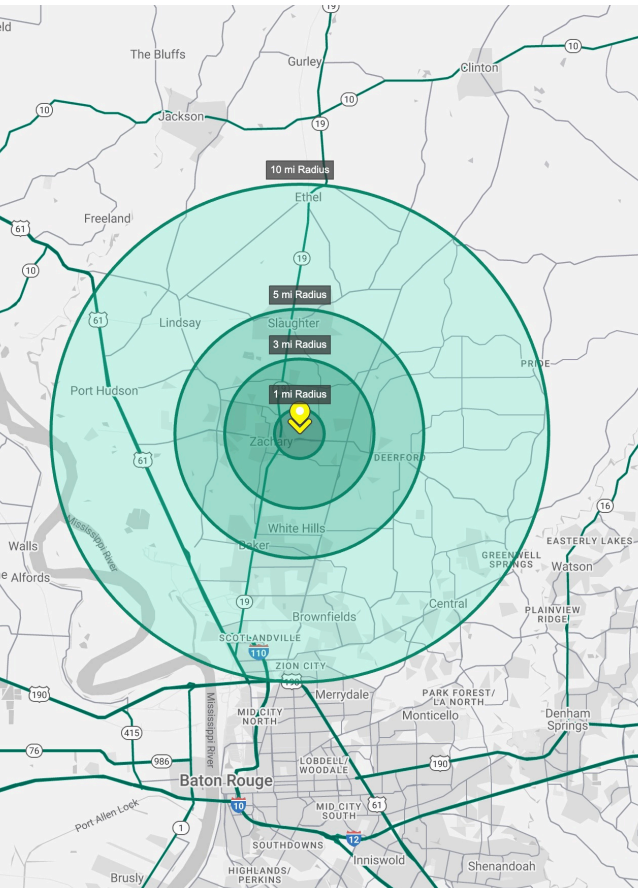 19
eld
The Bluffs
Gurley
10
Clinton
10
10
Jackson
19
10 mi Radius
Ethel
Freeland
61
19
10
5 mi Radius
61
Lindsay
Slaughter
3 mi Radius
PRIDE
Port Hudson
1 mi Radius
Zachary
61
DEERFORD
16
Mississippi River
White Hills
Walls
Baker
EASTERLY LAKES
GREENWELL
SPRINGS
Watson
e Alfords
19
Central
Brownfields
PLAINVIEW
RIDGE
SCOTLANDVILLE
110
ZION CITY
190
190
Merrydale
PARK FOREST/
LA NORTH
Mississippi River
MID CITY
NORTH
Monticello
Denham
Springs
415
76
986
LOBDELL/
WOODALE
190
Baton Rouge
10
61
MID CITY
SOUTH
Port Allen Lock
1
12
SOUTHDOWNS
Inniswold
Shenandoah
HIGHLANDS/
PERKINS
Brusly